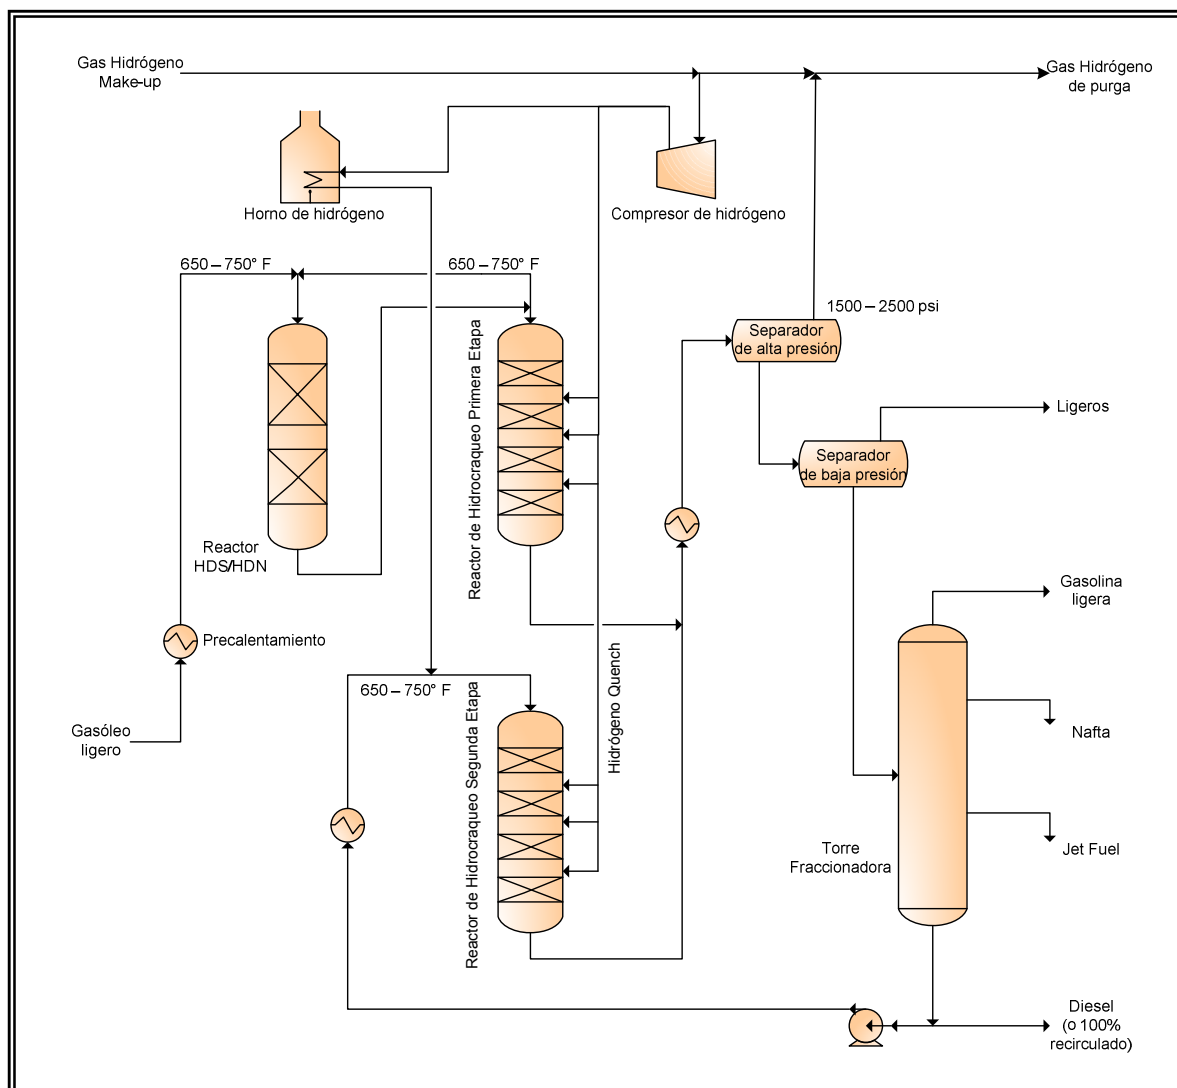 Gas Hidrógeno
Make-up
Gas Hidrógeno
de purga
Horno de hidrógeno
Compresor de hidrógeno
650 – 750° F
650 – 750° F
1500 – 2500 psi
Separador
de alta presión
Reactor de Hidrocraqueo Primera Etapa
Ligeros
Separador
de baja presión
Reactor
HDS/HDN
Gasolina
ligera
Precalentamiento
650 – 750° F
Hidrógeno Quench
Reactor de Hidrocraqueo Segunda Etapa
Gasóleo
ligero
Nafta
Torre
Fraccionadora
Jet Fuel
Diesel
(o 100%
recirculado)